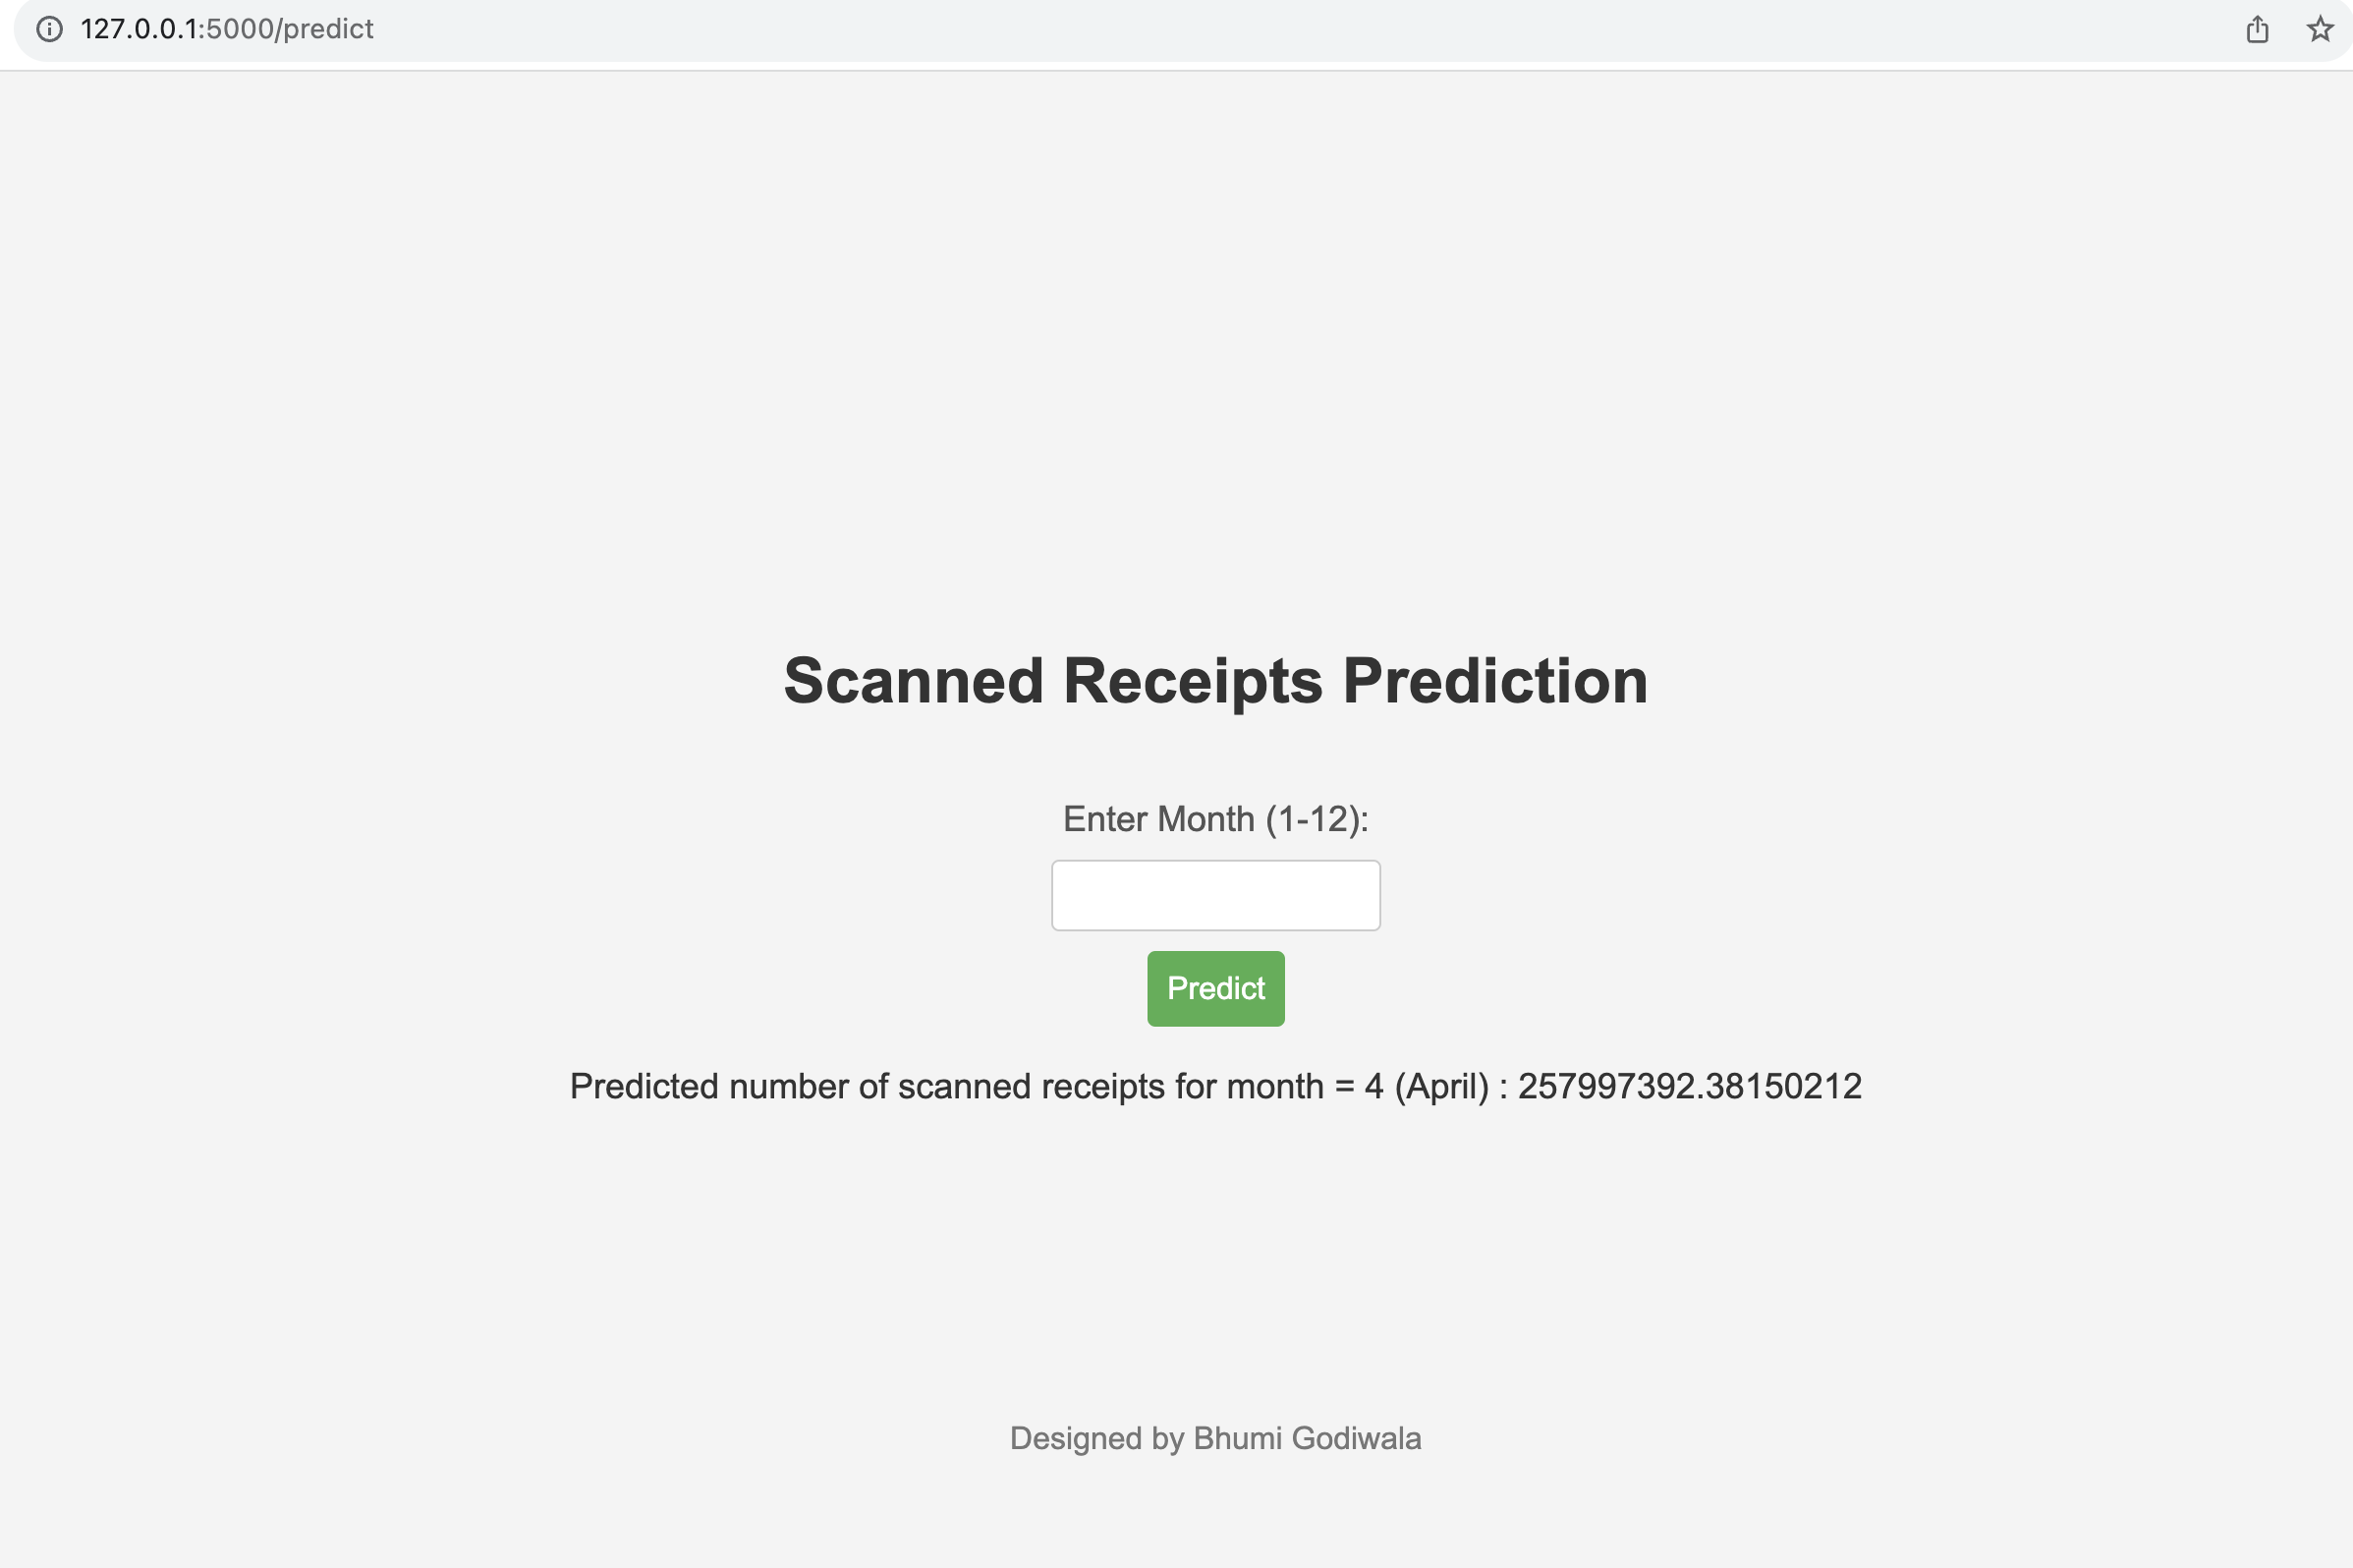 127.0.0.1:5000/predict
Scanned Receipts Prediction
Enter Month (1-12):
Predict
Predicted number of scanned receipts for month = 4 (April) : 257997392.38150212
Designed by Bhumi Godiwala